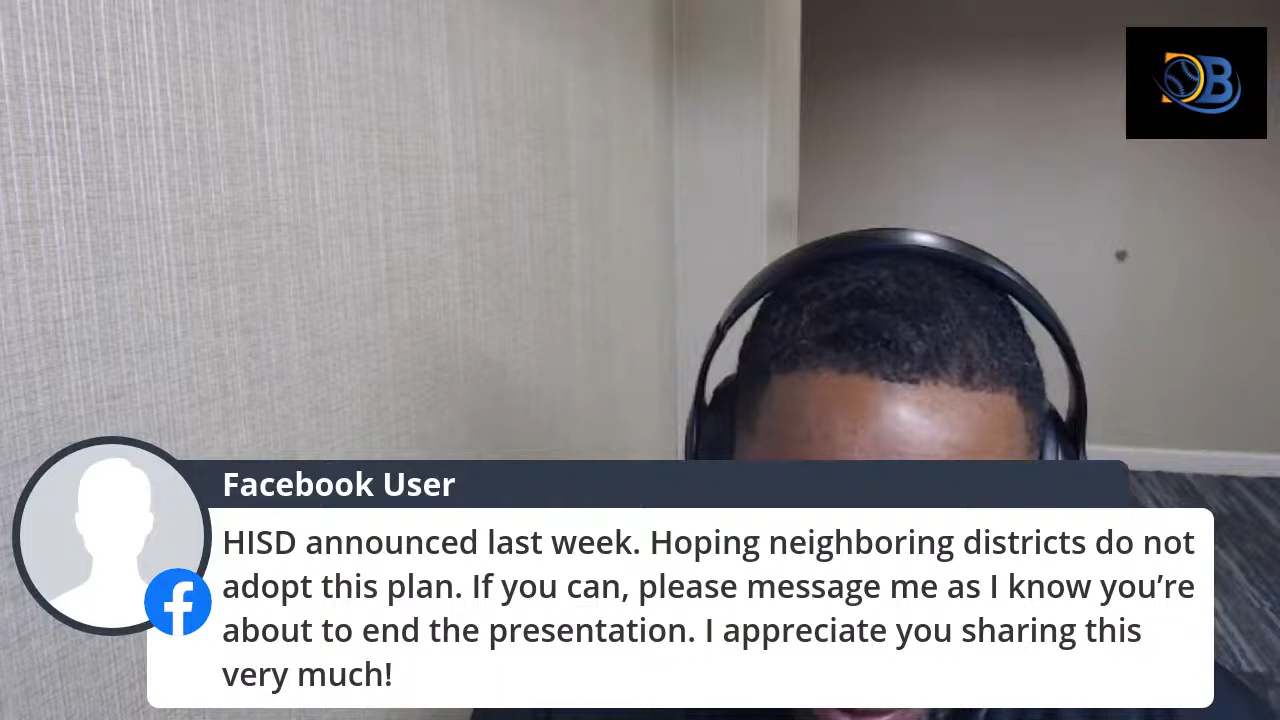 DB
Facebook User
HISD announced last week. Hoping neighboring districts do not
adopt this plan. If you can, please message me as I know you’re
about to end the presentation. I appreciate you sharing this
very much!